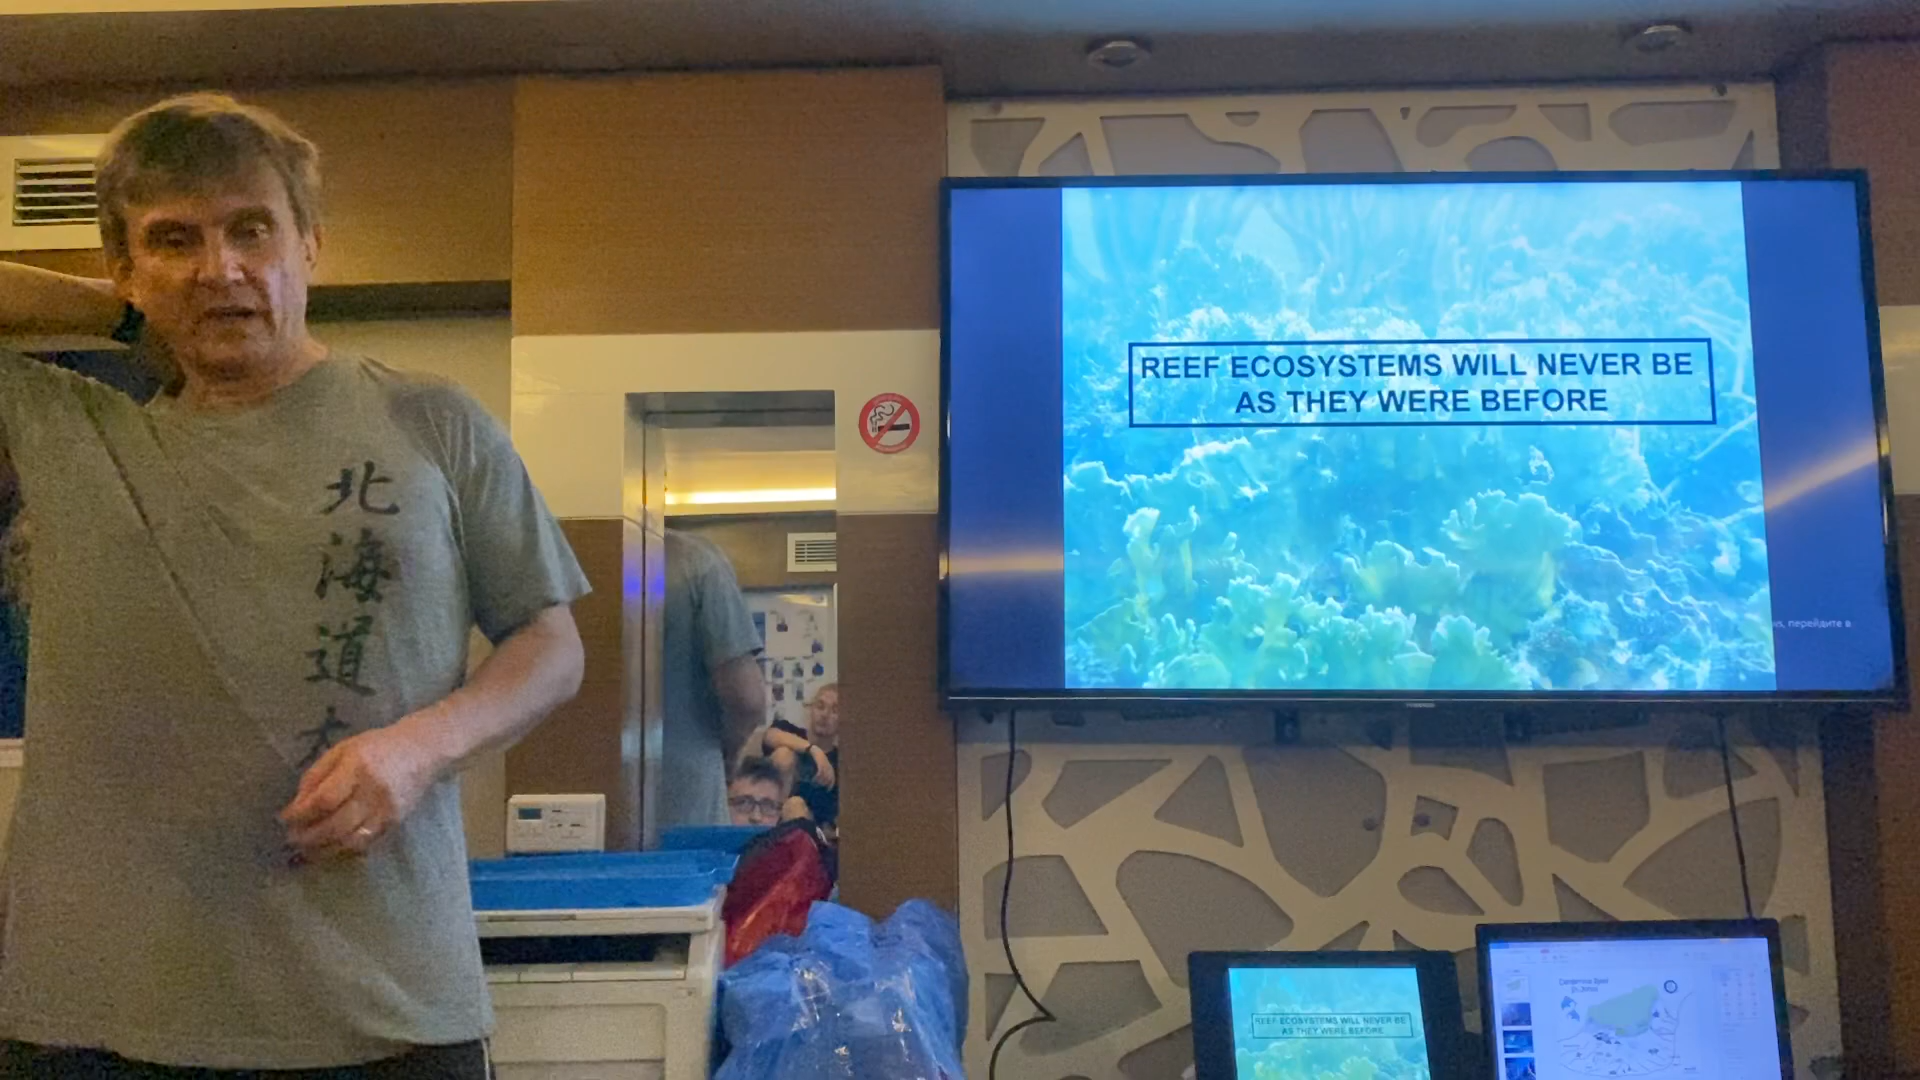 北
海
道
REEF ECOSYSTEMS WILL NEVER BE
AS THEY WERE BEFORE
перейдите в
REEF ECOSYSTEMS WILL NEVER BE
AS THEY WERE BEFORE